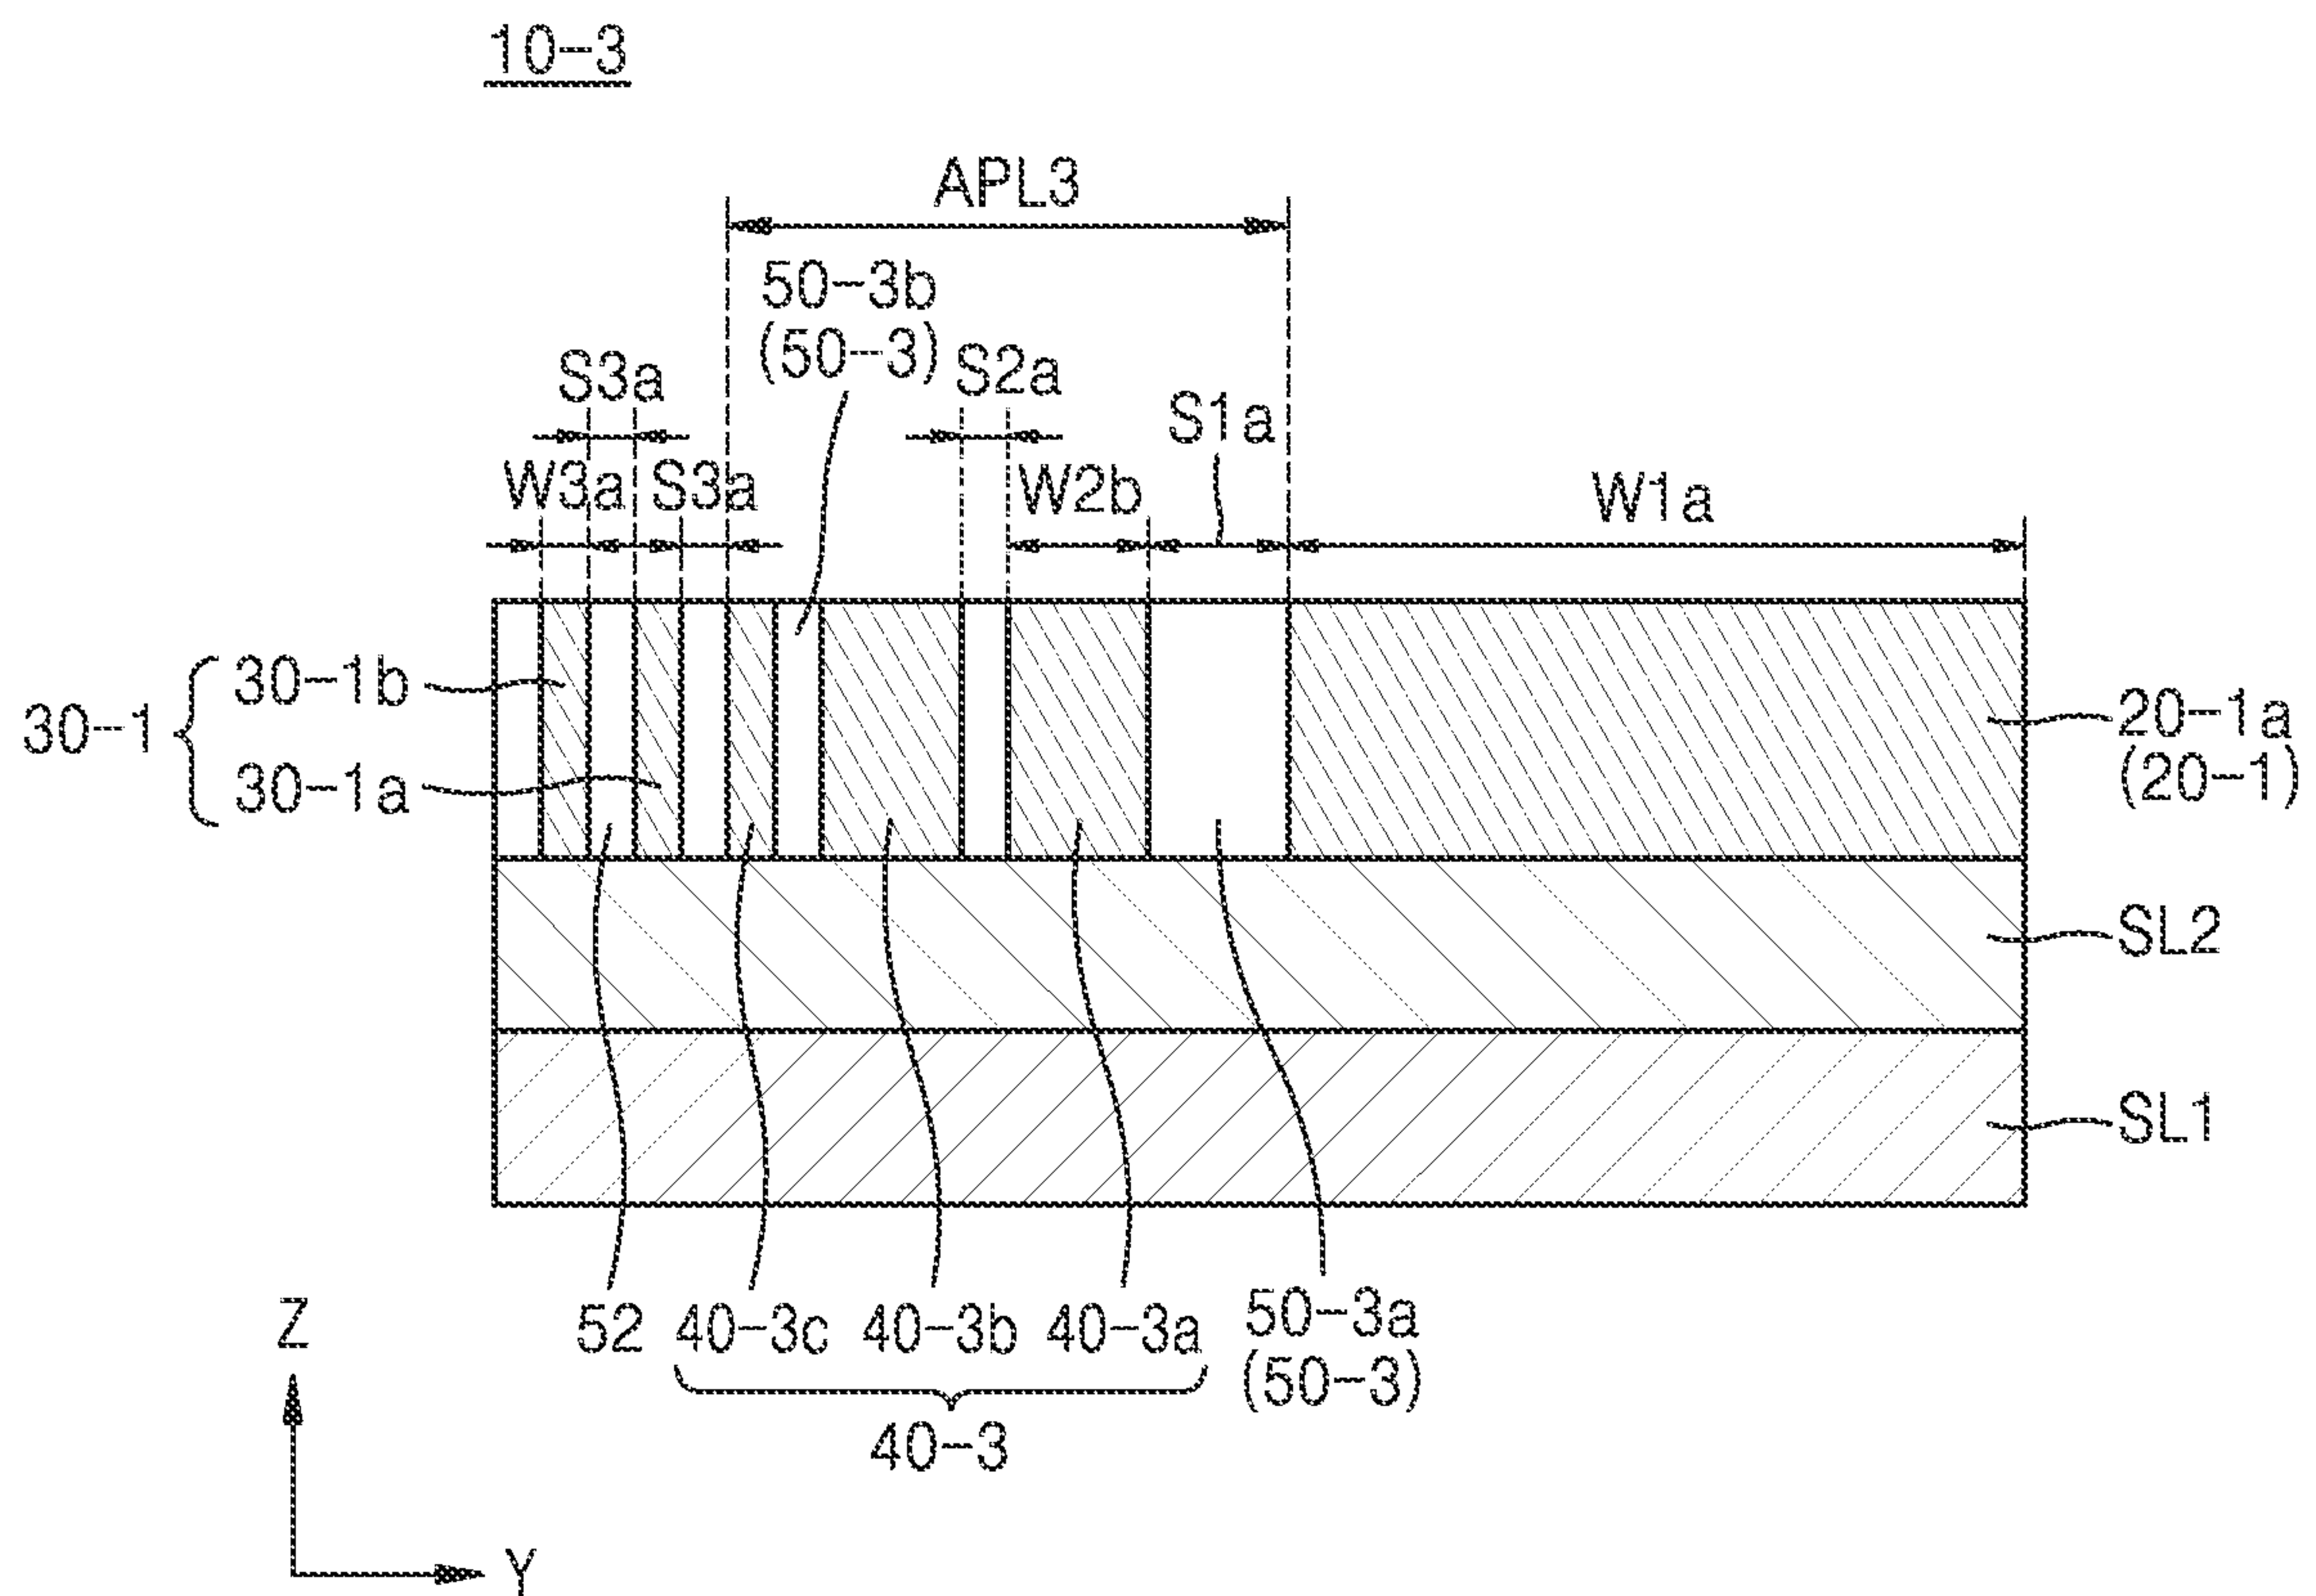 10-3
APL3
50-3b
(50-3)
S3a
S2a
S1a
W3a
S3a
W2b
W1a
30-1
30-1b
30-1a
20-1a
(20-1)
SL2
SL1
52
40-3c
40-3b
40-3a
50-3a
(50-3)
40-3
Z
Y